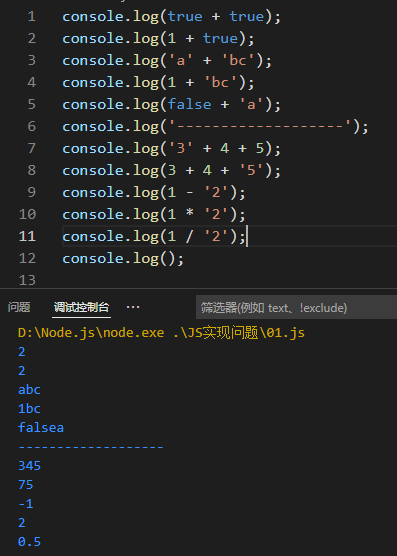 1 console.log(true + true);
2 console.log(1 + true);
3 console.log('a' + 'bc');
4 console.log(1 + 'bc');
5 console.log(false + 'a');
6 console.log('-------------------');
7 console.log('3' + 4 + 5);
8 console.log(3 + 4 + '5');
9 console.log(1 - '2');
10 console.log(1 * '2');
11 console.log(1 / '2');
12 console.log();
13
问题 调试控制台 ··· 筛选器(例如 text、!exclude)
D:\Node.js\node.exe .\JS实现问题\01.js
2
2
abc
1bc
falsea
-------------------
345
75
-1
2
0.5